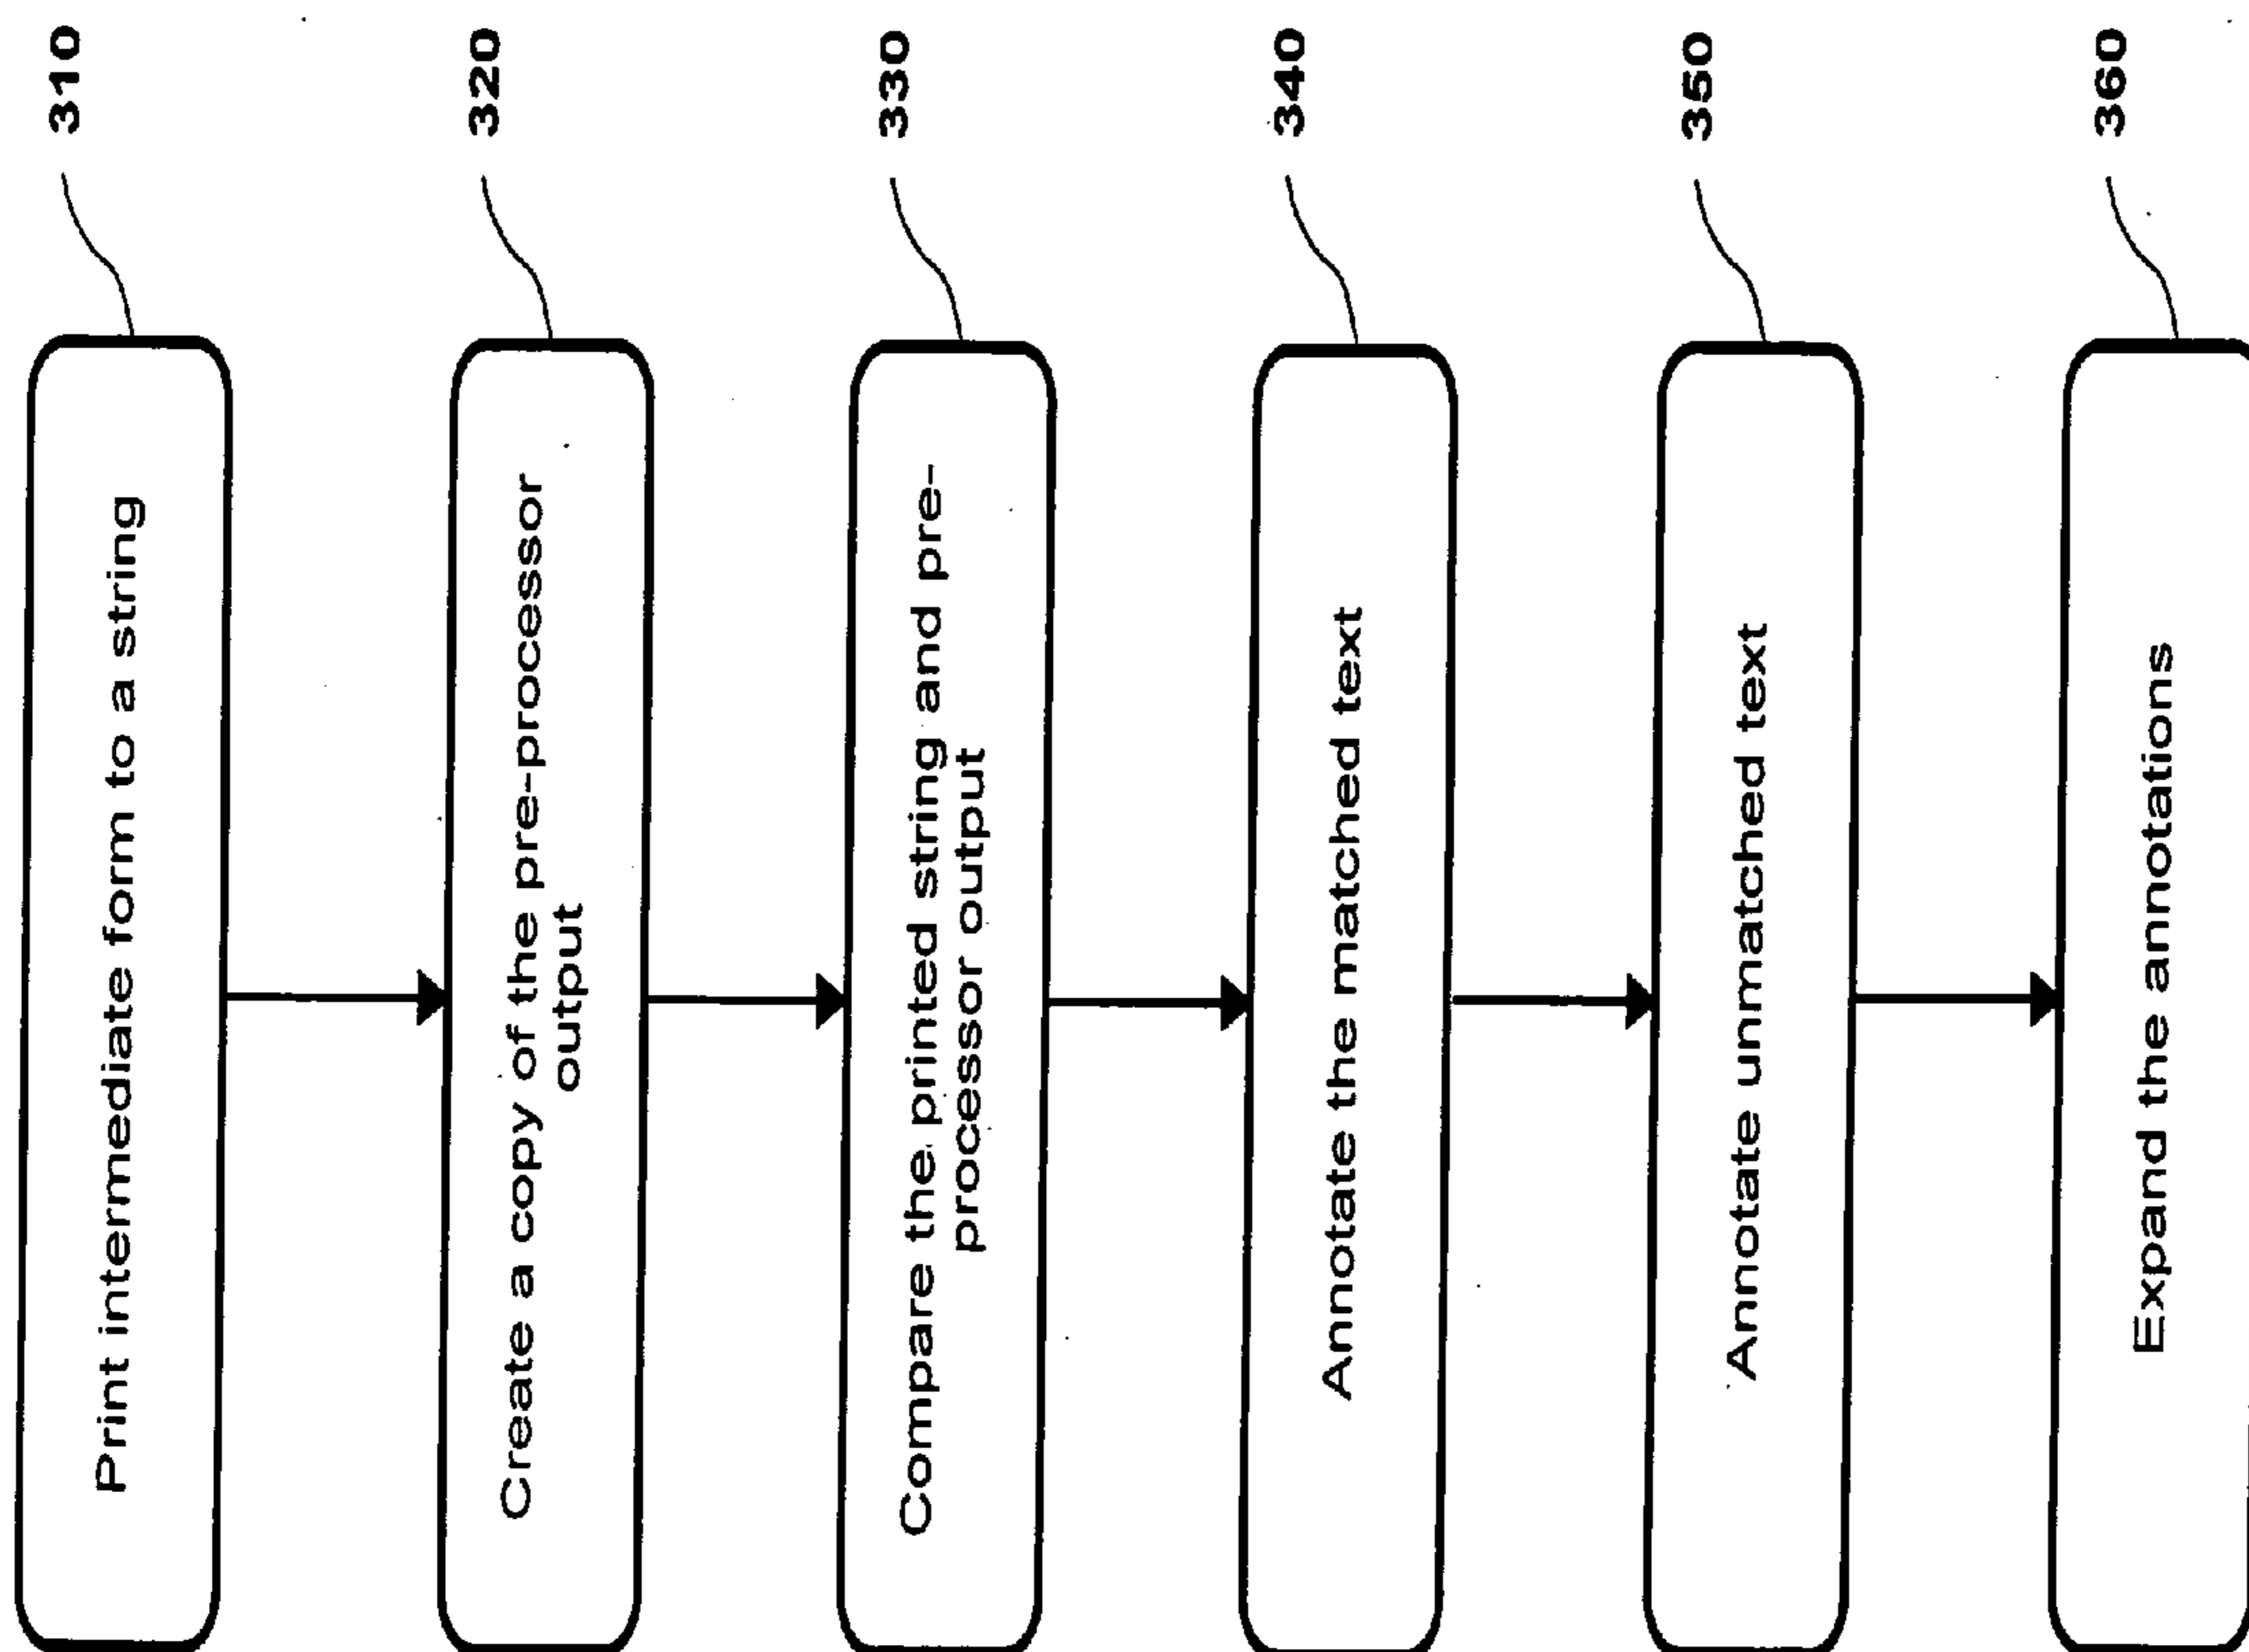 Print intermediate form to a string
310
Create a copy of the pre-processor
output
320
Compare the printed string and pre-
processor output
330
Annotate the matched text
340
Annotate unmatched text
350
Expand the annotations
360